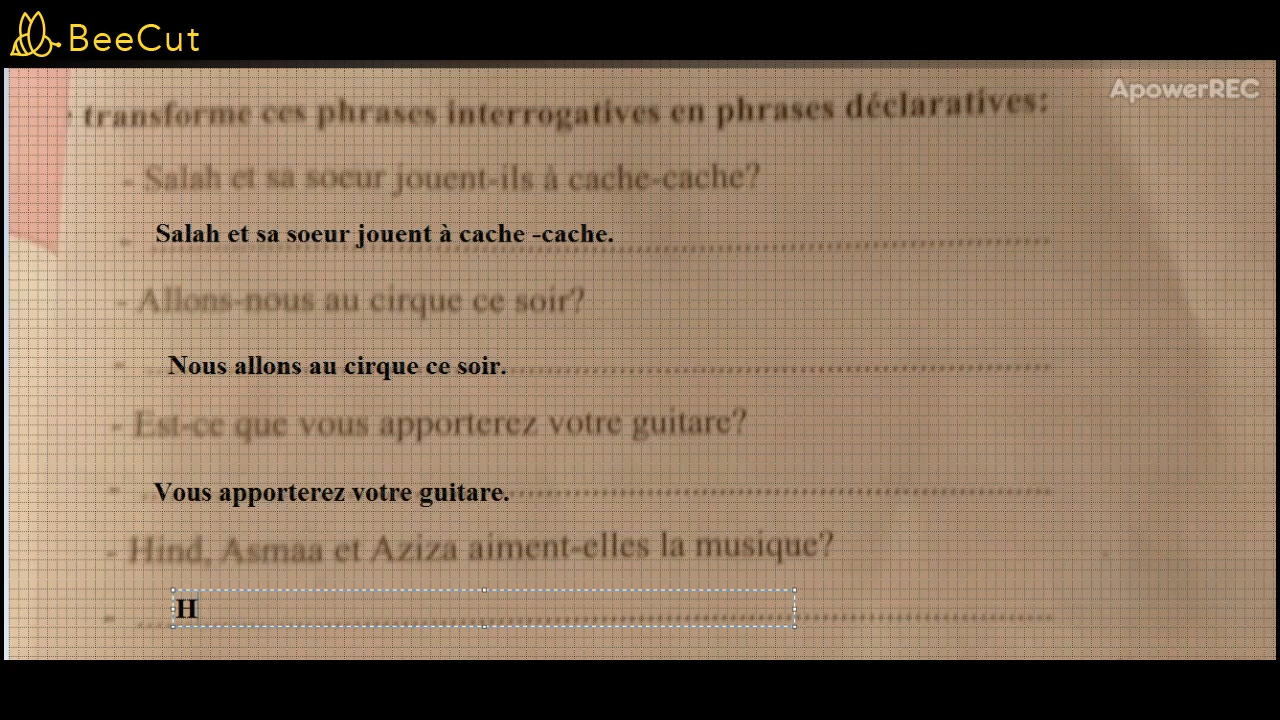 BeeCut
ApowerREC
transforme ces phrases interrogatives en phrases déclaratives:
- Salah et sa soeur jouent-ils à cache-cache?
- Salah et sa soeur jouent à cache -cache.
- Allons-nous au cirque ce soir?
- Nous allons au cirque ce soir.
- Est-ce que vous apporterez votre guitare?
- Vous apporterez votre guitare.
- Hind, Asmaa et Aziza aiment-elles la musique?
- H